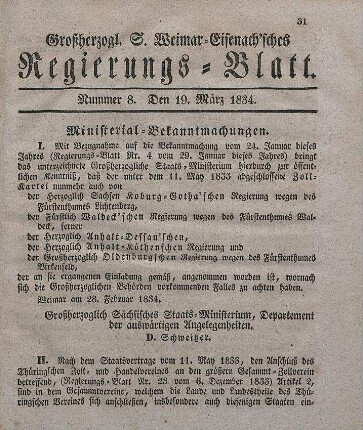 31
Großherzogl. S. Weimar-Eisenach'sches
Regierungs-Blatt.
Nummer 8. Den 19. März 1834.
Ministerial-Bekanntmachungen.
I. Mit Bezugnahme auf die Bekanntmachung vom 24. Januar dieses
Jahres (Regierungs-Blatt Nr. 4 vom 29. Januar dieses Jahres) bringt
das unterzeichnete Großherzogliche Staats-Ministerium hierdurch zur öffent-
lichen Kenntniß, daß der unter dem 11. May 1833 abgeschlossene Zoll-
Kartel nunmehr auch von
der Herzoglich Sachsen Koburg-Gotha'schen Regierung wegen des
Fürstenthumes Lichtenberg,
der Fürstlich Waldeck'schen Regierung wegen des Fürstenthumes Wal-
deck, ferner
der Herzoglich Anhalt-Dessau'schen,
der Herzoglich Anhalt-Köthenschen Regierung und
der Großherzoglich Oldenburg'schen Regierung wegen des Fürstenthumes
Birkenfeld,
der an sie ergangenen Einladung gemäß, angenommen worden ist, wornach
sich die Großherzoglichen Behörden vorkommenden Falles zu achten haben.
Weimar am 28. Februar 1834.
Großherzoglich Sächsisches Staats-Ministerium, Departement
der auswärtigen Angelegenheiten.
D. Schweitzer.
II. Nach dem Staatsvertrage vom 11. May 1833, den Anschluß des
Thüringischen Zoll- und Handelvereines an den größern Gesammt-Zollverein
betreffend, (Regierungs-Blatt Nr. 23 vom 6. Dezember 1833) Artikel 2,
sind in dem Gesammtvereine, welchem die Lande und Landestheile des Thü-
ringischen Vereines sich anschließen, insbesondere auch diejenigen Staaten ein-